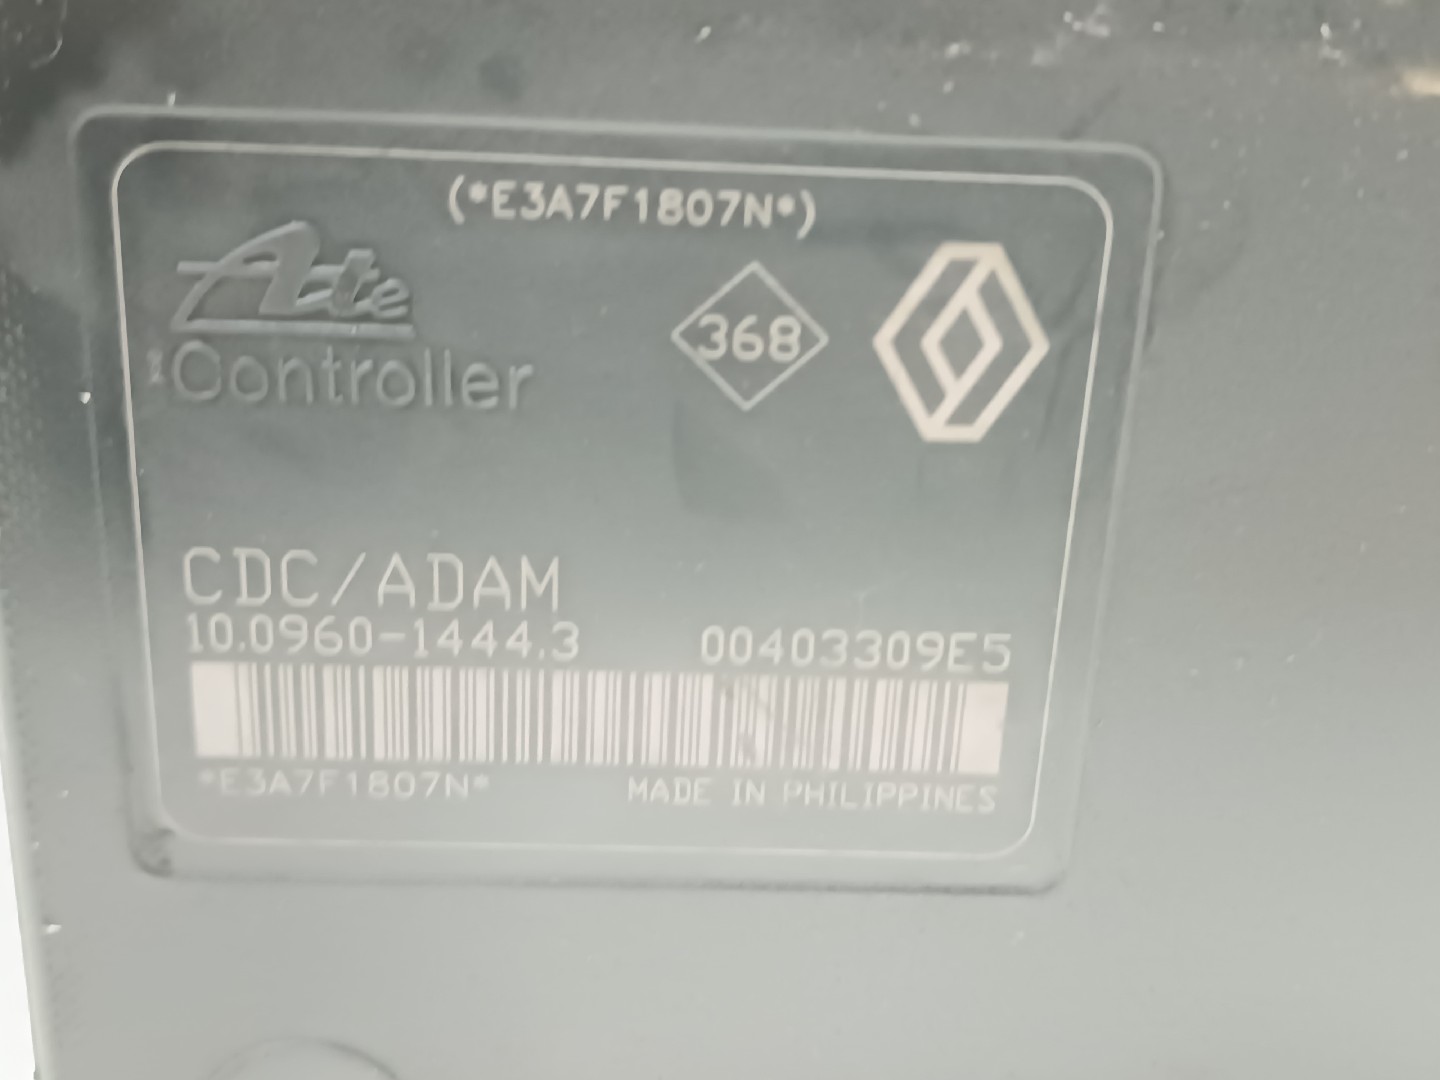 (*E3A7F1807N*)
Ate
368
Controller
CDC/ADAM
10.0960-1444.3 00403309E5
*E3A7F1807N* MADE IN PHILIPPINES